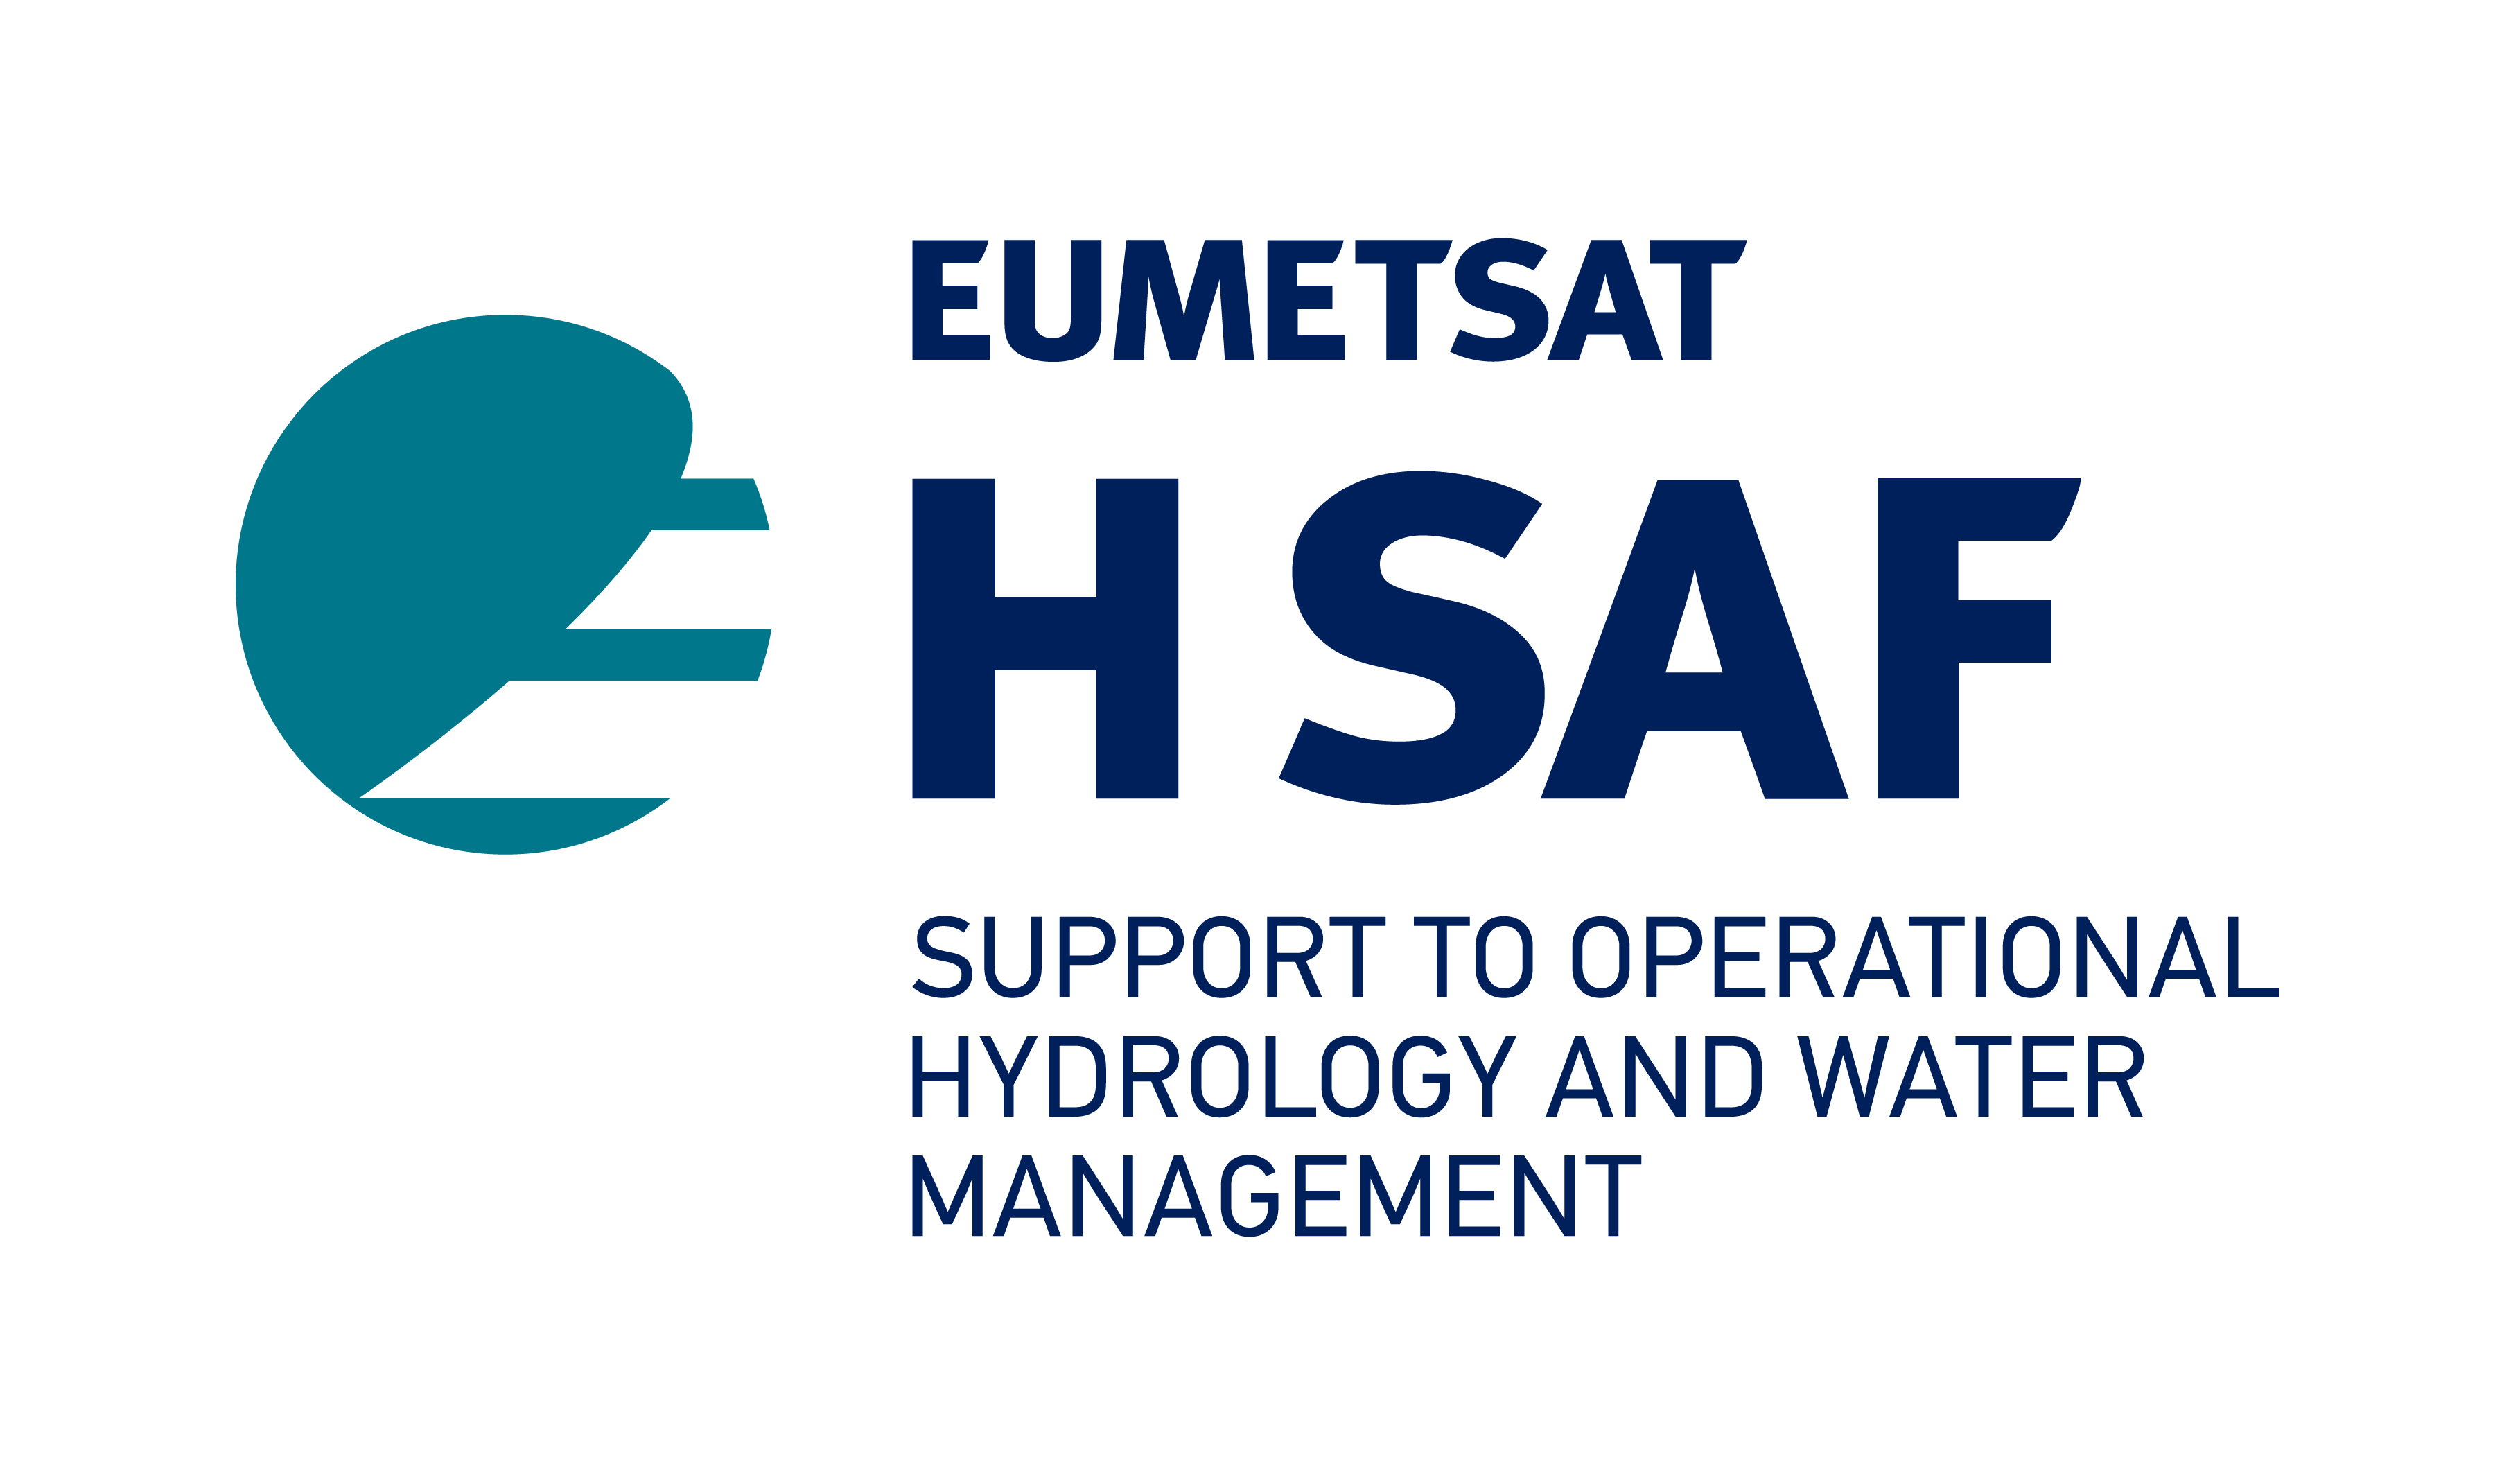 EUMETSAT
H SAF
SUPPORT TO OPERATIONAL
HYDROLOGY AND WATER
MANAGEMENT